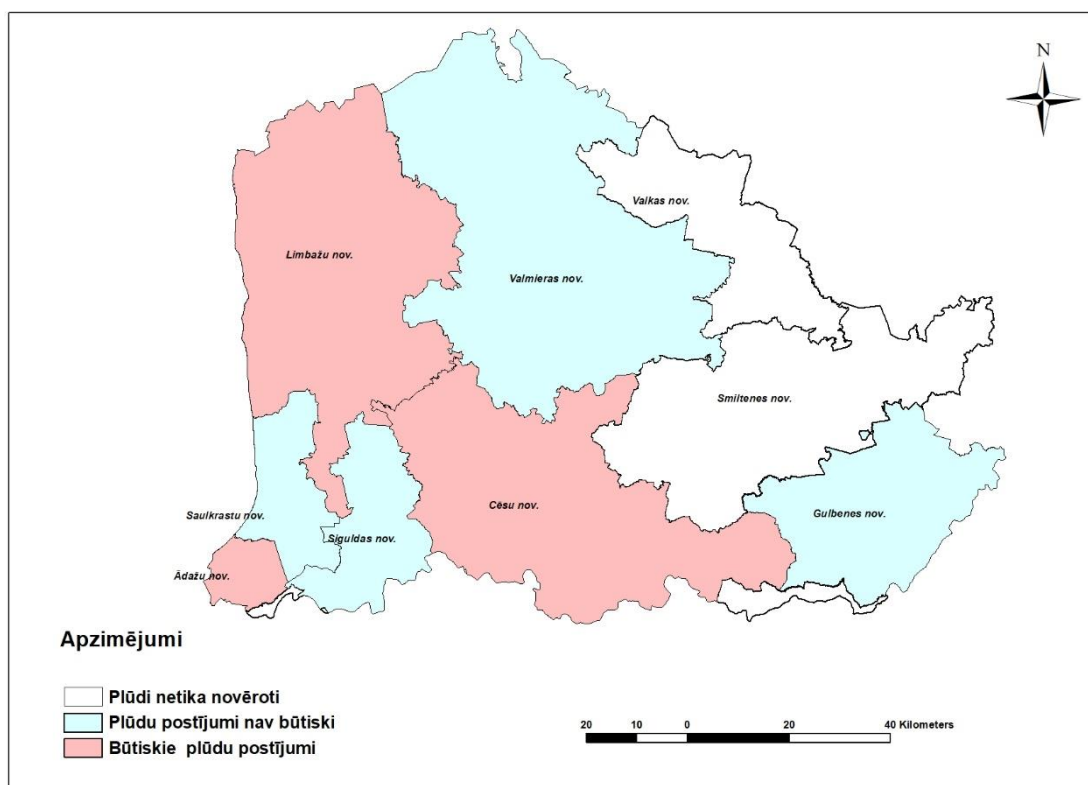 N
Valkas nov.
Limbažu nov.
Valmieras nov.
Smiltenes nov.
Cēsu nov.
Gulbenes nov.
Saulkrastu nov.
Siguldas nov.
Ādažu nov.
Apzimējumi
Plūdi netika novēroti
Plūdu postījumi nav būtiski
Būtiskie plūdu postījumi
20 10 0 20 40 Kilometers